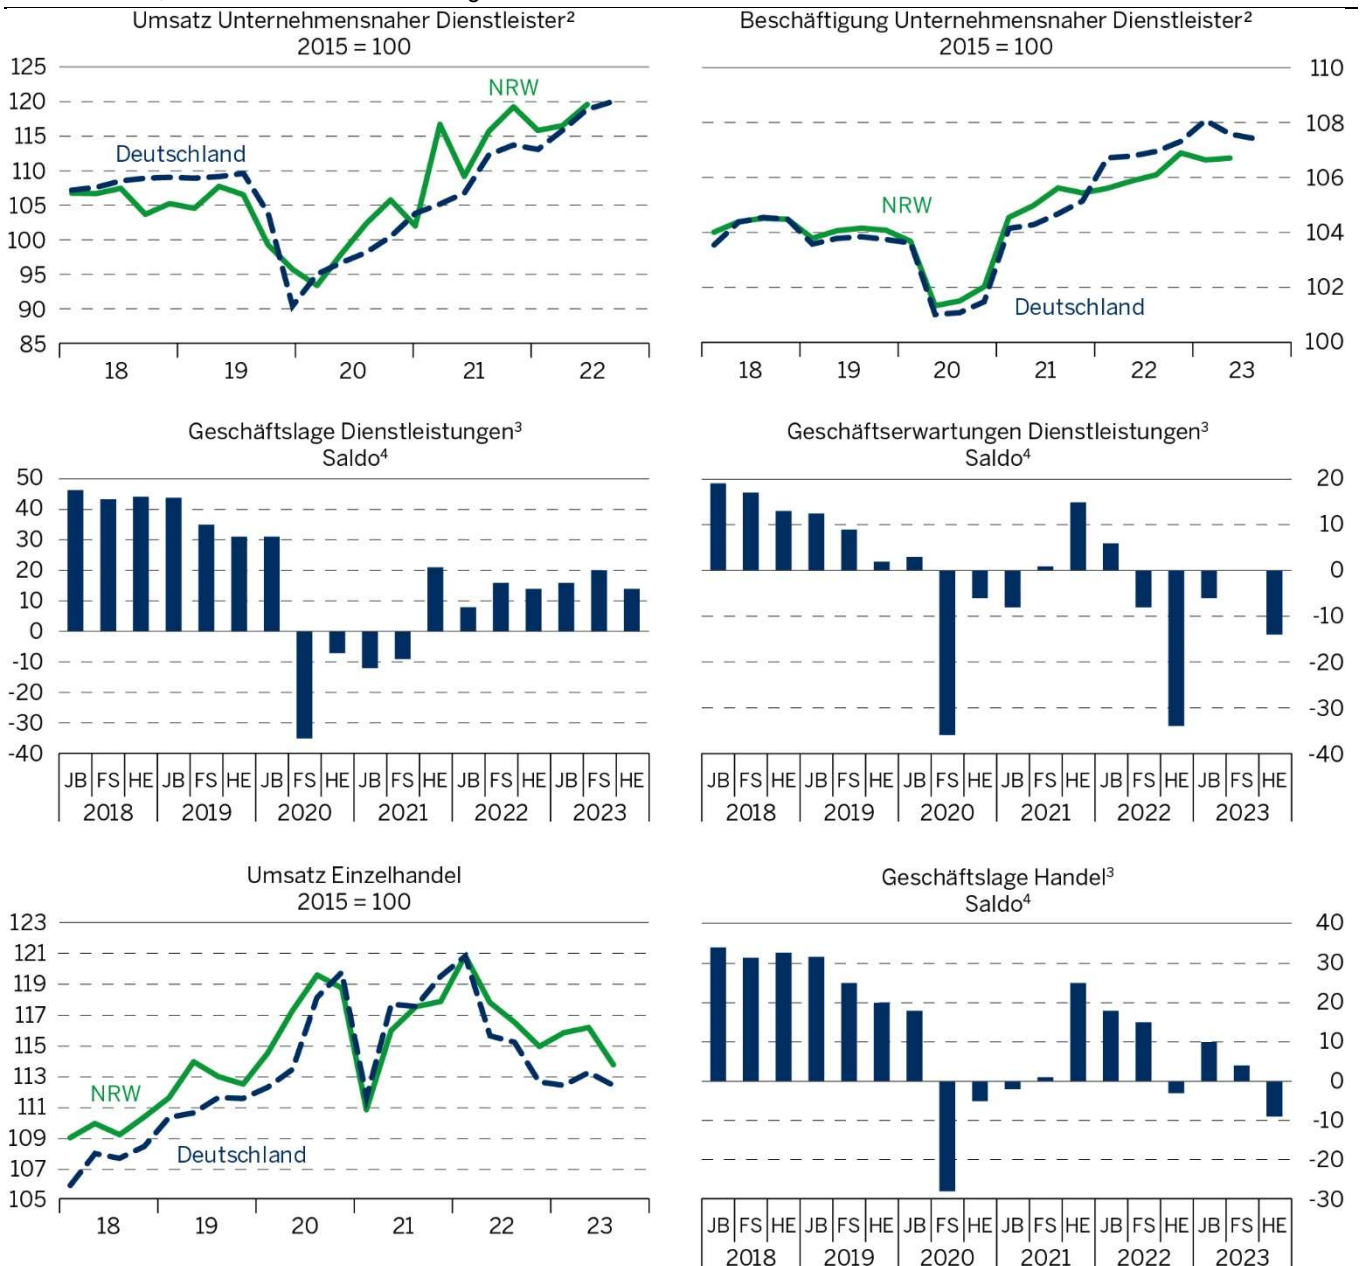 Umsatz Unternehmensnaher Dienstleister²
2015 = 100
125
120
115
110
105
100
95
90
85
NRW
Deutschland
18 19 20 21 22
Beschäftigung Unternehmensnaher Dienstleister²
2015 = 100
110
108
106
104
102
100
NRW
Deutschland
18 19 20 21 22 23
Geschäftslage Dienstleistungen³
Saldo⁴
50
40
30
20
10
0
-10
-20
-30
-40
JB FS HE JB FS HE JB FS HE JB FS HE JB FS HE JB FS HE
2018 2019 2020 2021 2022 2023
Geschäftserwartungen Dienstleistungen³
Saldo⁴
20
10
0
-10
-20
-30
-40
JB FS HE JB FS HE JB FS HE JB FS HE JB FS HE JB FS HE
2018 2019 2020 2021 2022 2023
Umsatz Einzelhandel
2015 = 100
123
121
119
117
115
113
111
109
107
105
NRW
Deutschland
18 19 20 21 22 23
Geschäftslage Handel³
Saldo⁴
40
30
20
10
0
-10
-20
-30
JB FS HE JB FS HE JB FS HE JB FS HE JB FS HE JB FS HE
2018 2019 2020 2021 2022 2023